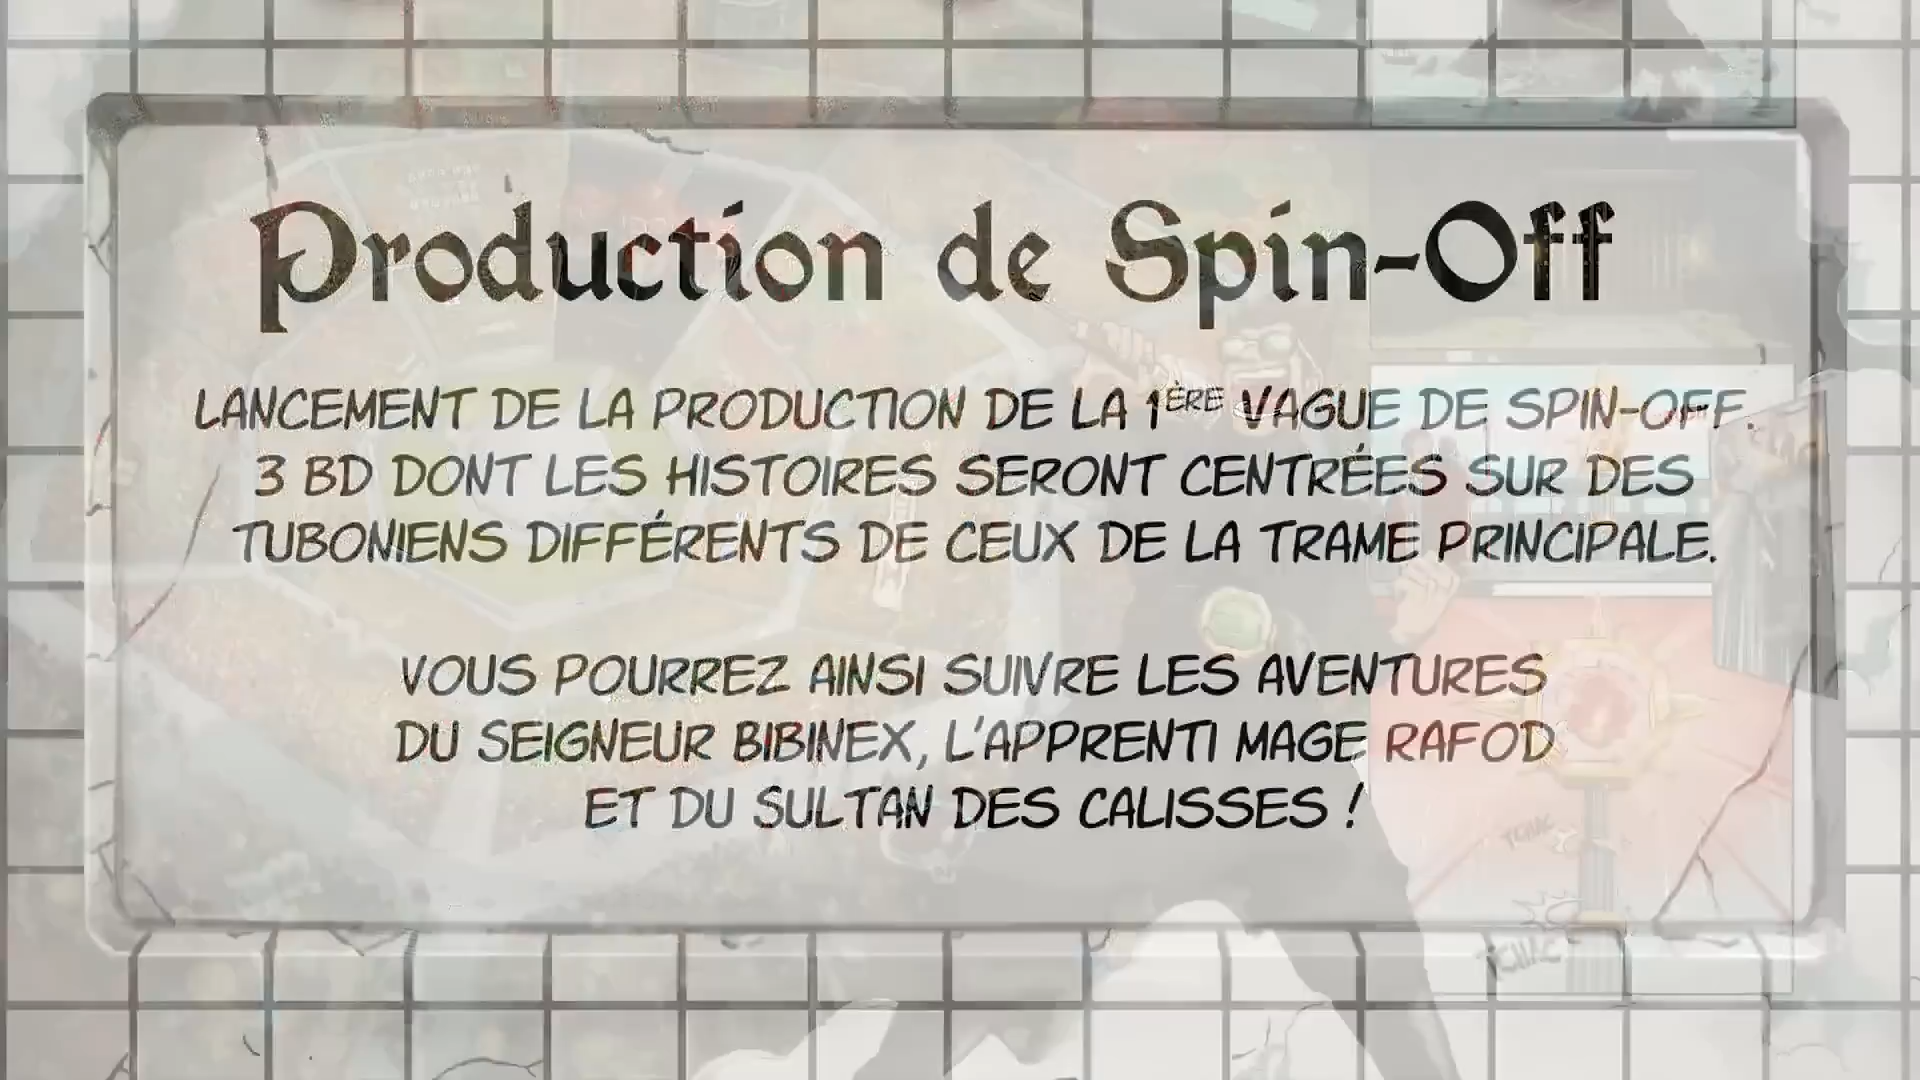 Production de Spin-Off
LANCEMENT DE LA PRODUCTION DE LA 1ÈRE VAGUE DE SPIN-OFF.
3 BD DONT LES HISTOIRES SERONT CENTRÉES SUR DES
TUBONIENS DIFFÉRENTS DE CEUX DE LA TRAME PRINCIPALE.
VOUS POURREZ AINSI SUIVRE LES AVENTURES
DU SEIGNEUR BIBINEX, L'APPRENTI MAGE RAFOD
ET DU SULTAN DES CALISSES !
TCHAC
TCHAC